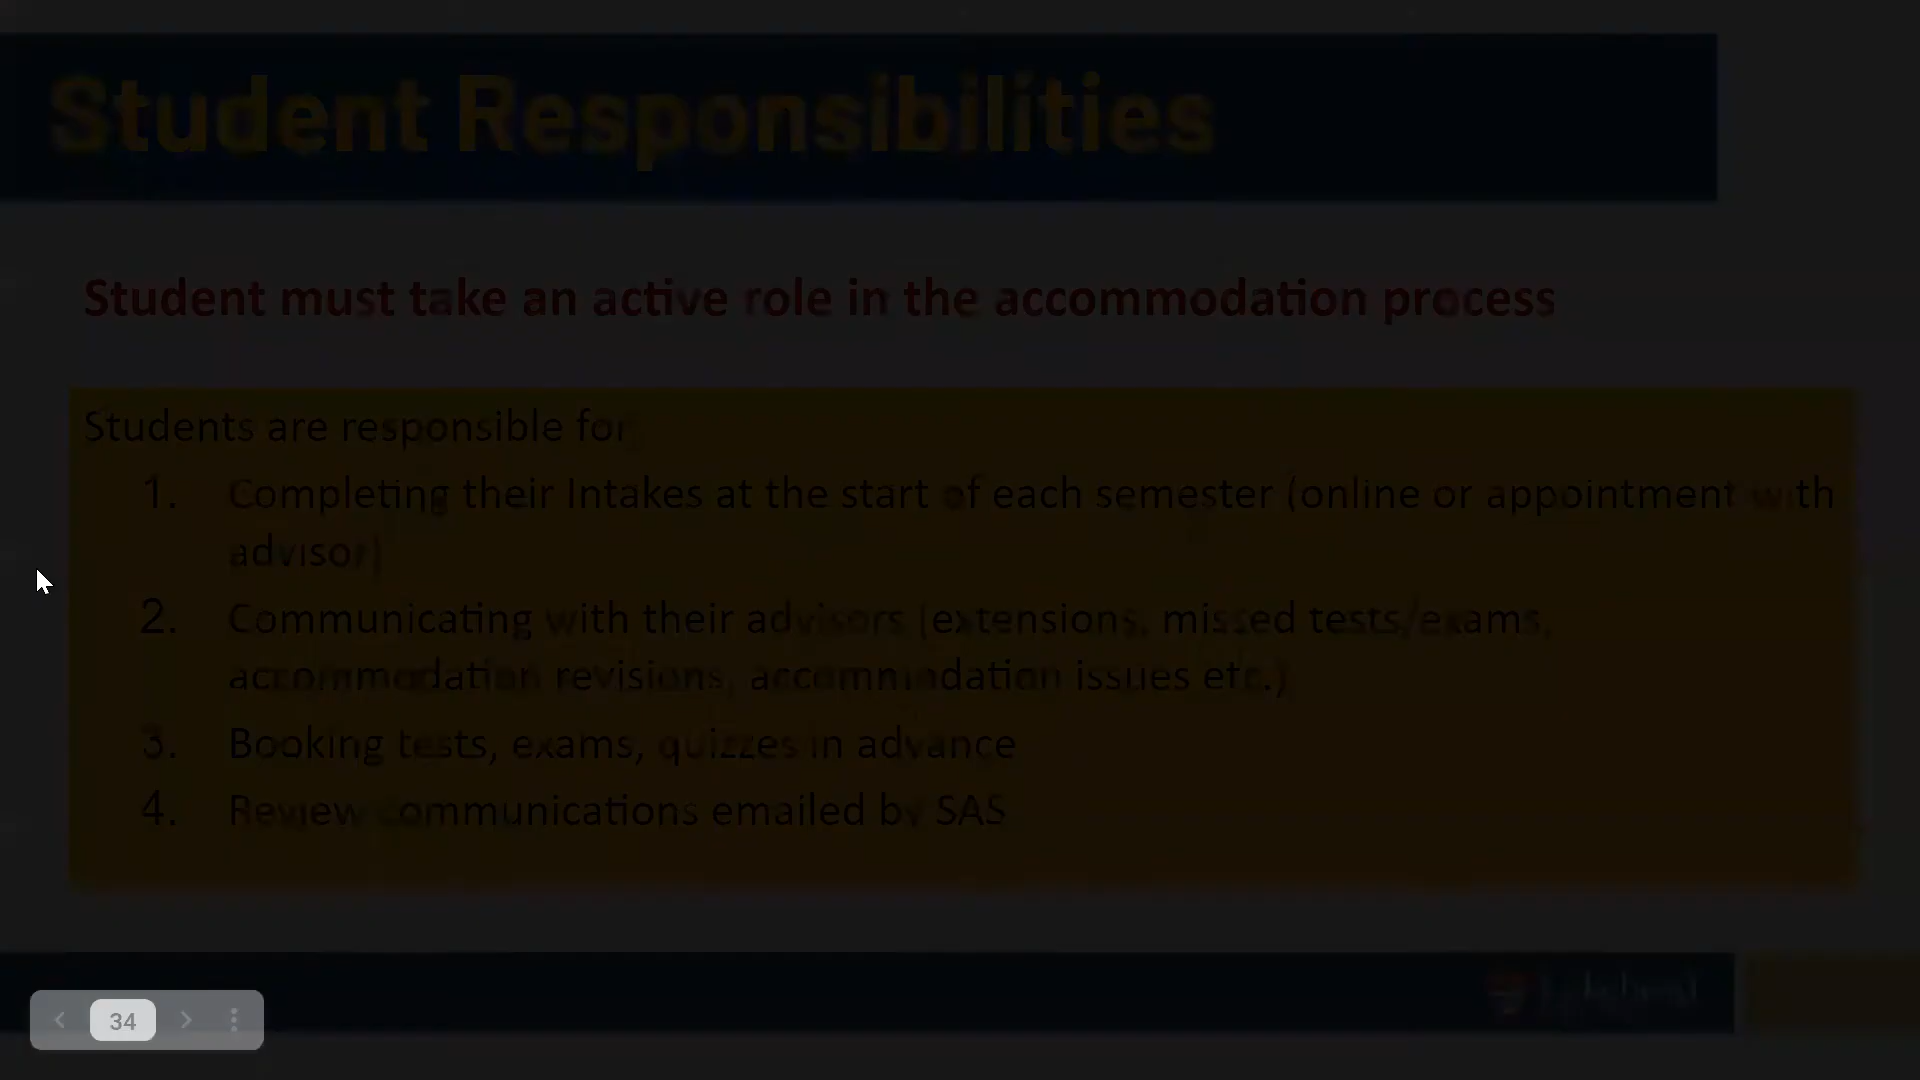 Student Responsibilities
Student must take an active role in the accommodation process
Students are responsible for
1. Completing their Intakes at the start of each semester (online or appointment with
advisor)
2. Communicating with their advisors (extensions, missed tests/exams,
accommodation revisions, accommodation issues etc.)
3. Booking tests, exams, quizzes in advance
4. Review communications emailed by SAS
34